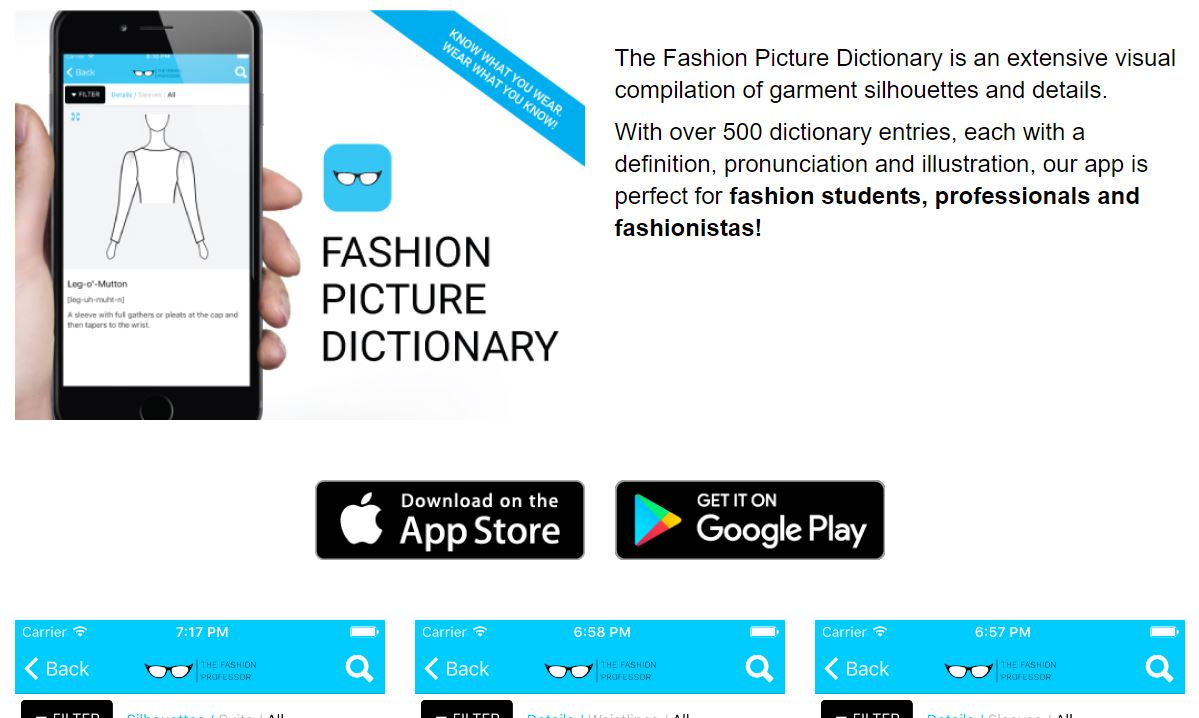 Back
THE FASHION
PROFESSOR
FILTER
Details / Sleeves / All
Leg-o'-Mutton
[leg-uh-muht-n]
A sleeve with full gathers or pleats at the cap and
then tapers to the wrist.
KNOW WHAT YOU WEAR.
WEAR WHAT YOU KNOW!
FASHION
PICTURE
DICTIONARY
The Fashion Picture Dictionary is an extensive visual
compilation of garment silhouettes and details.
With over 500 dictionary entries, each with a
definition, pronunciation and illustration, our app is
perfect for fashion students, professionals and
fashionistas!
Download on the
App Store
GET IT ON
Google Play
Carrier 7:17 PM
Back
THE FASHION
PROFESSOR
FILTER Silhouettes / Suits / All
Carrier 6:58 PM
Back
THE FASHION
PROFESSOR
FILTER Details / Waistlines / All
Carrier 6:57 PM
Back
THE FASHION
PROFESSOR
FILTER Details / Sleeves / All